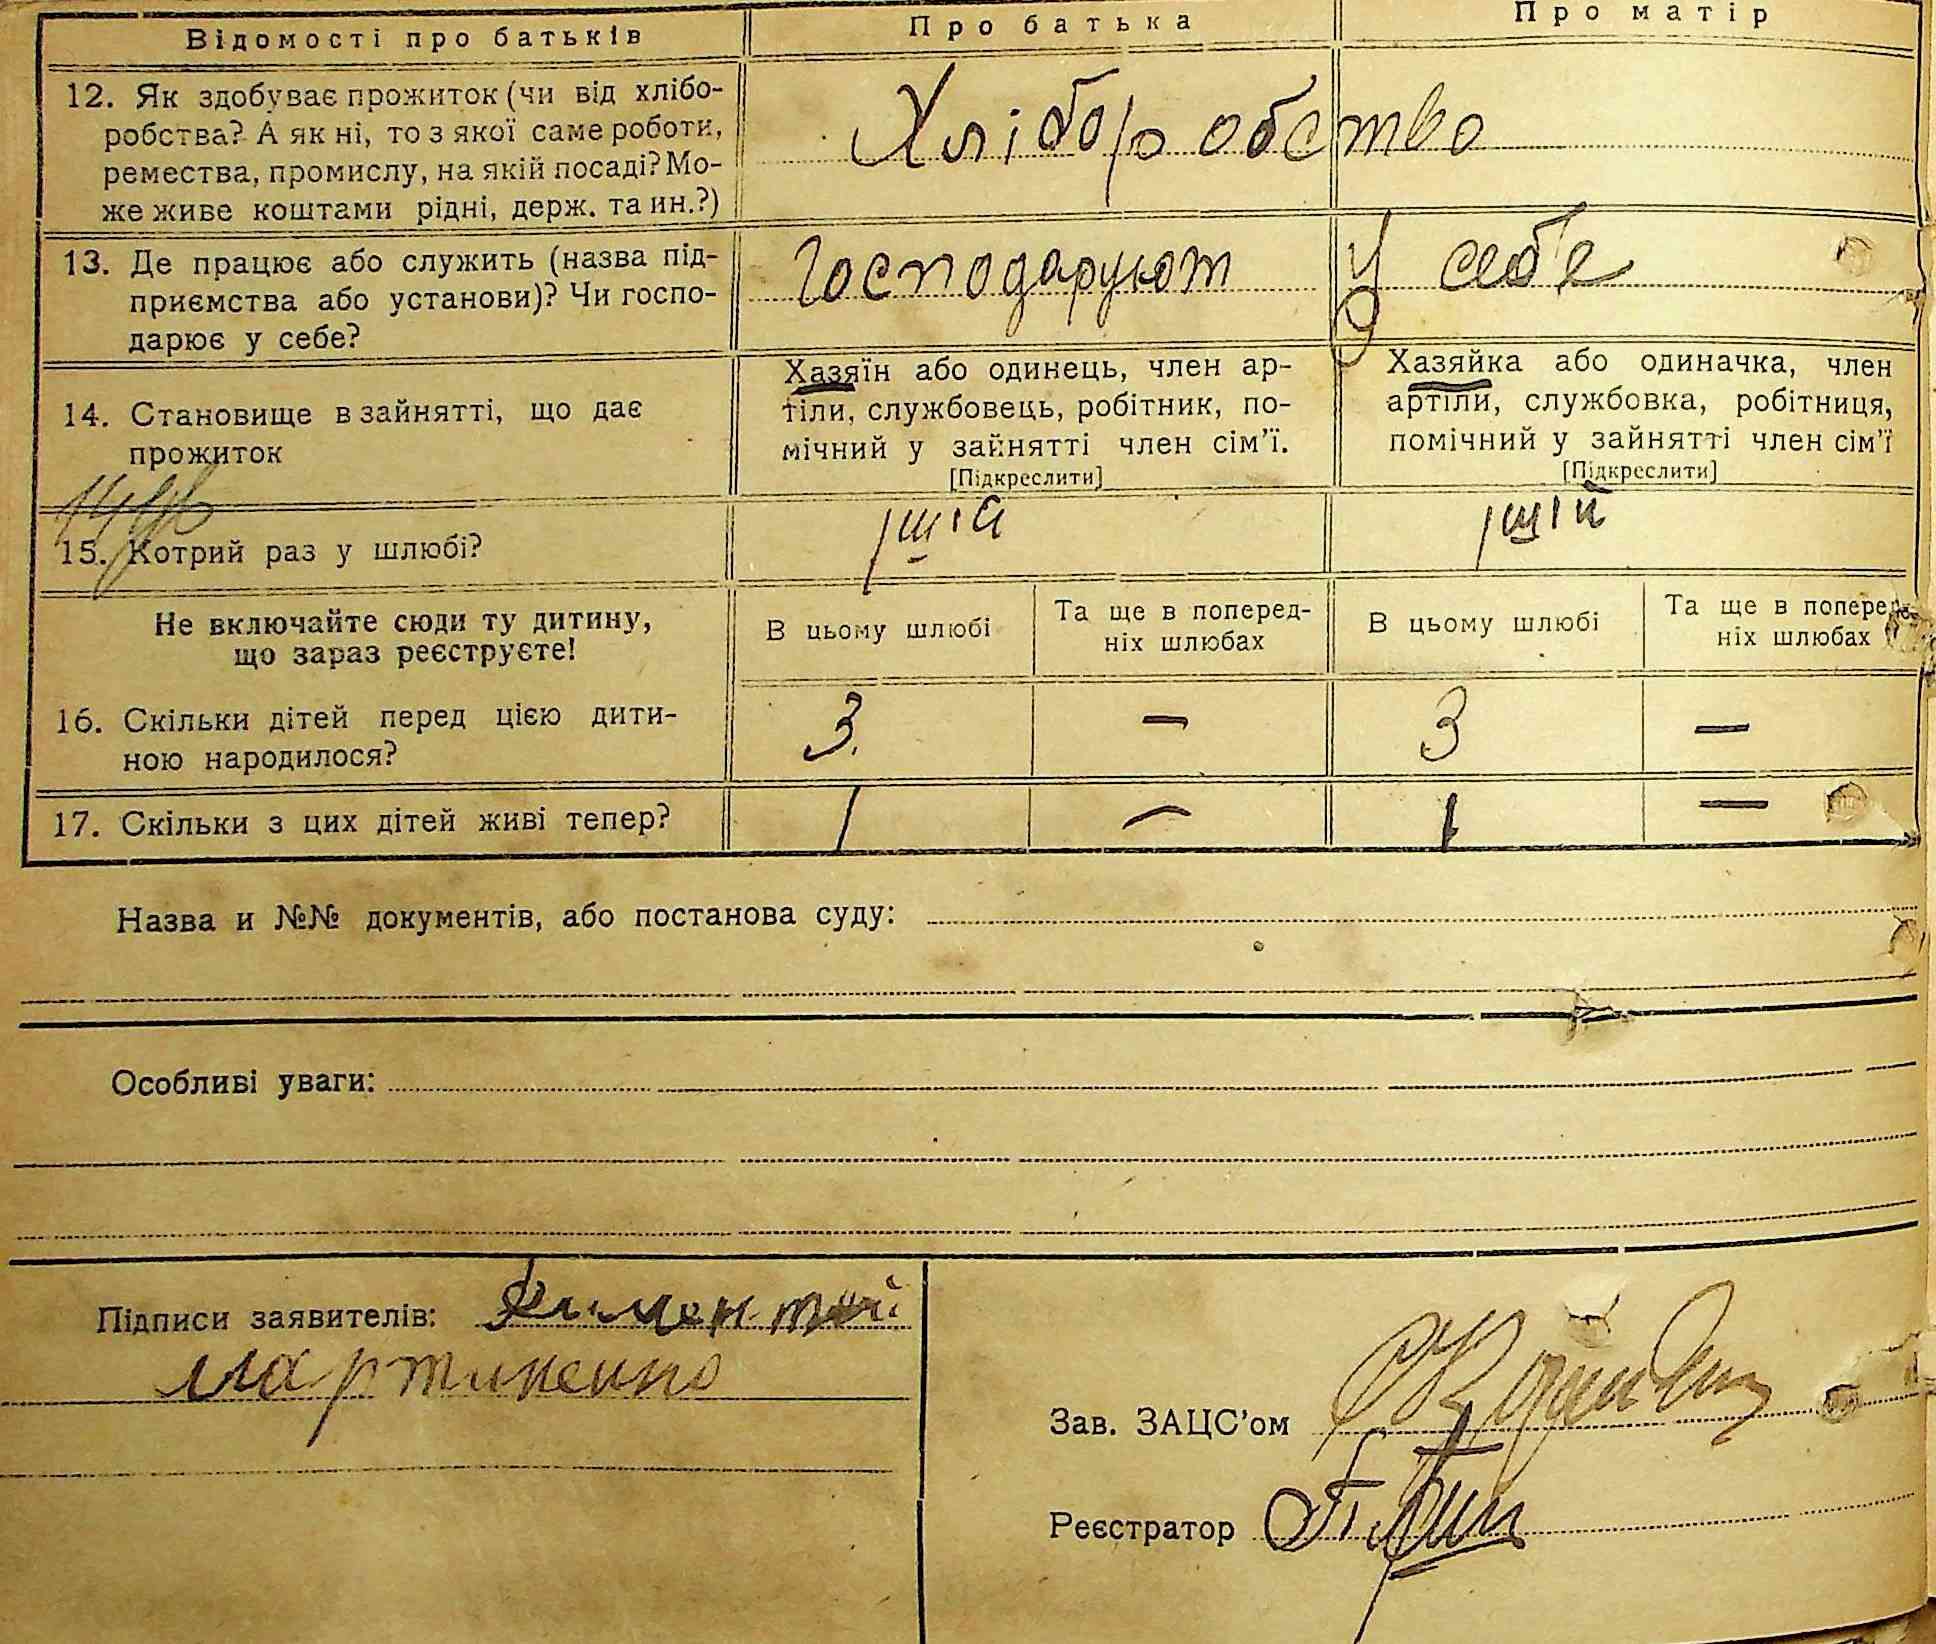 Відомості про батьків
Про батька
Про матір
12. Як здобуває прожиток (чи від хлібо-
робства? А як ні, то з якої саме роботи,
ремества, промислу, на якій посаді? Мо-
же живе коштами рідні, держ. та ин.?)
Хліборобство
13. Де працює або служить (назва під-
приємства або установи)? Чи госпо-
дарює у себе?
Господарують у себе
14. Становище в зайнятті, що дає
прожиток
Хазяїн або одинець, член ар-
тіли, службовець, робітник, по-
мічний у зайнятті член сім'ї.
[Підкреслити]
Хазяйка або одиначка, член
артіли, службовка, робітниця,
помічний у зайнятті член сім'ї
[Підкреслити]
15. Котрий раз у шлюбі?
1ший
1ший
Не включайте сюди ту дитину,
що зараз реєструєте!
В цьому шлюбі
Та ще в поперед-
ніх шлюбах
В цьому шлюбі
Та ще в поперед-
ніх шлюбах
16. Скільки дітей перед цією дити-
ною народилося?
3. — 3 —
17. Скільки з цих дітей живі тепер?
1 — 1 —
Назва и №№ документів, або постанова суду:
Особливі уваги:
Підписи заявителів:
Мартиненко
Зав. ЗАЦС'ом
Реєстратор